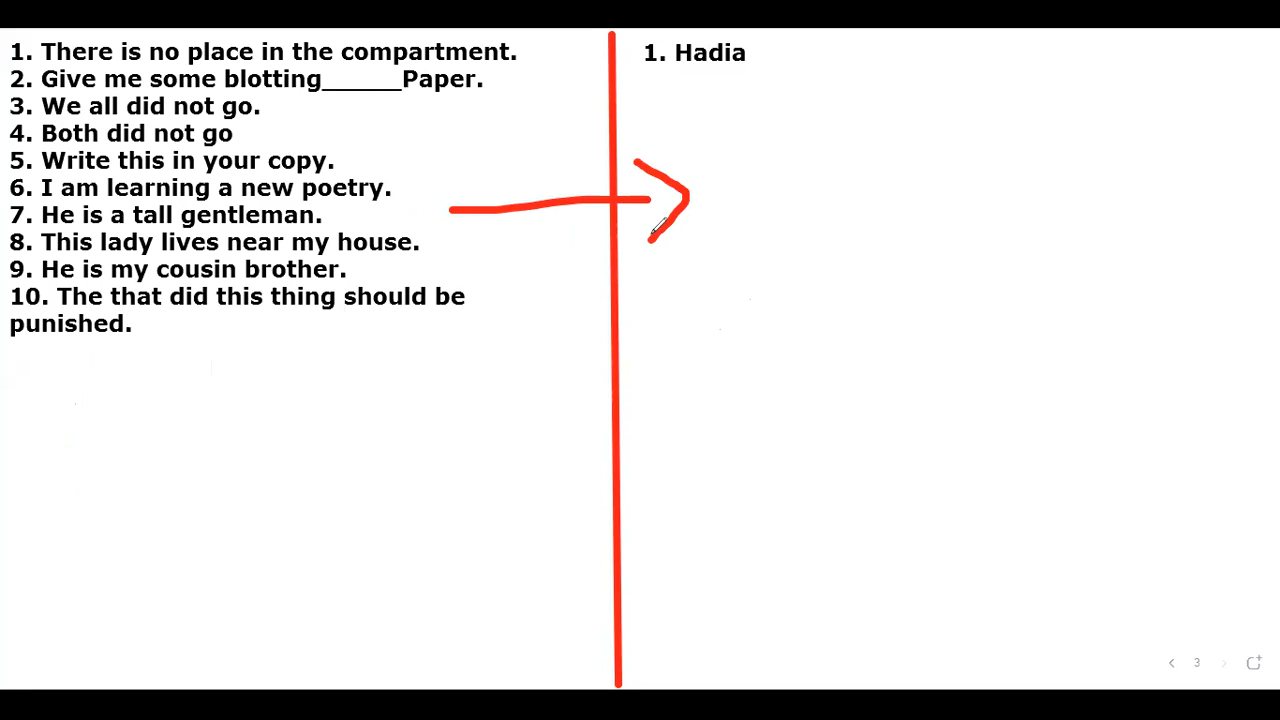 1. There is no place in the compartment.
2. Give me some blotting______Paper.
3. We all did not go.
4. Both did not go
5. Write this in your copy.
6. I am learning a new poetry.
7. He is a tall gentleman.
8. This lady lives near my house.
9. He is my cousin brother.
10. The that did this thing should be
punished.
1. Hadia
3